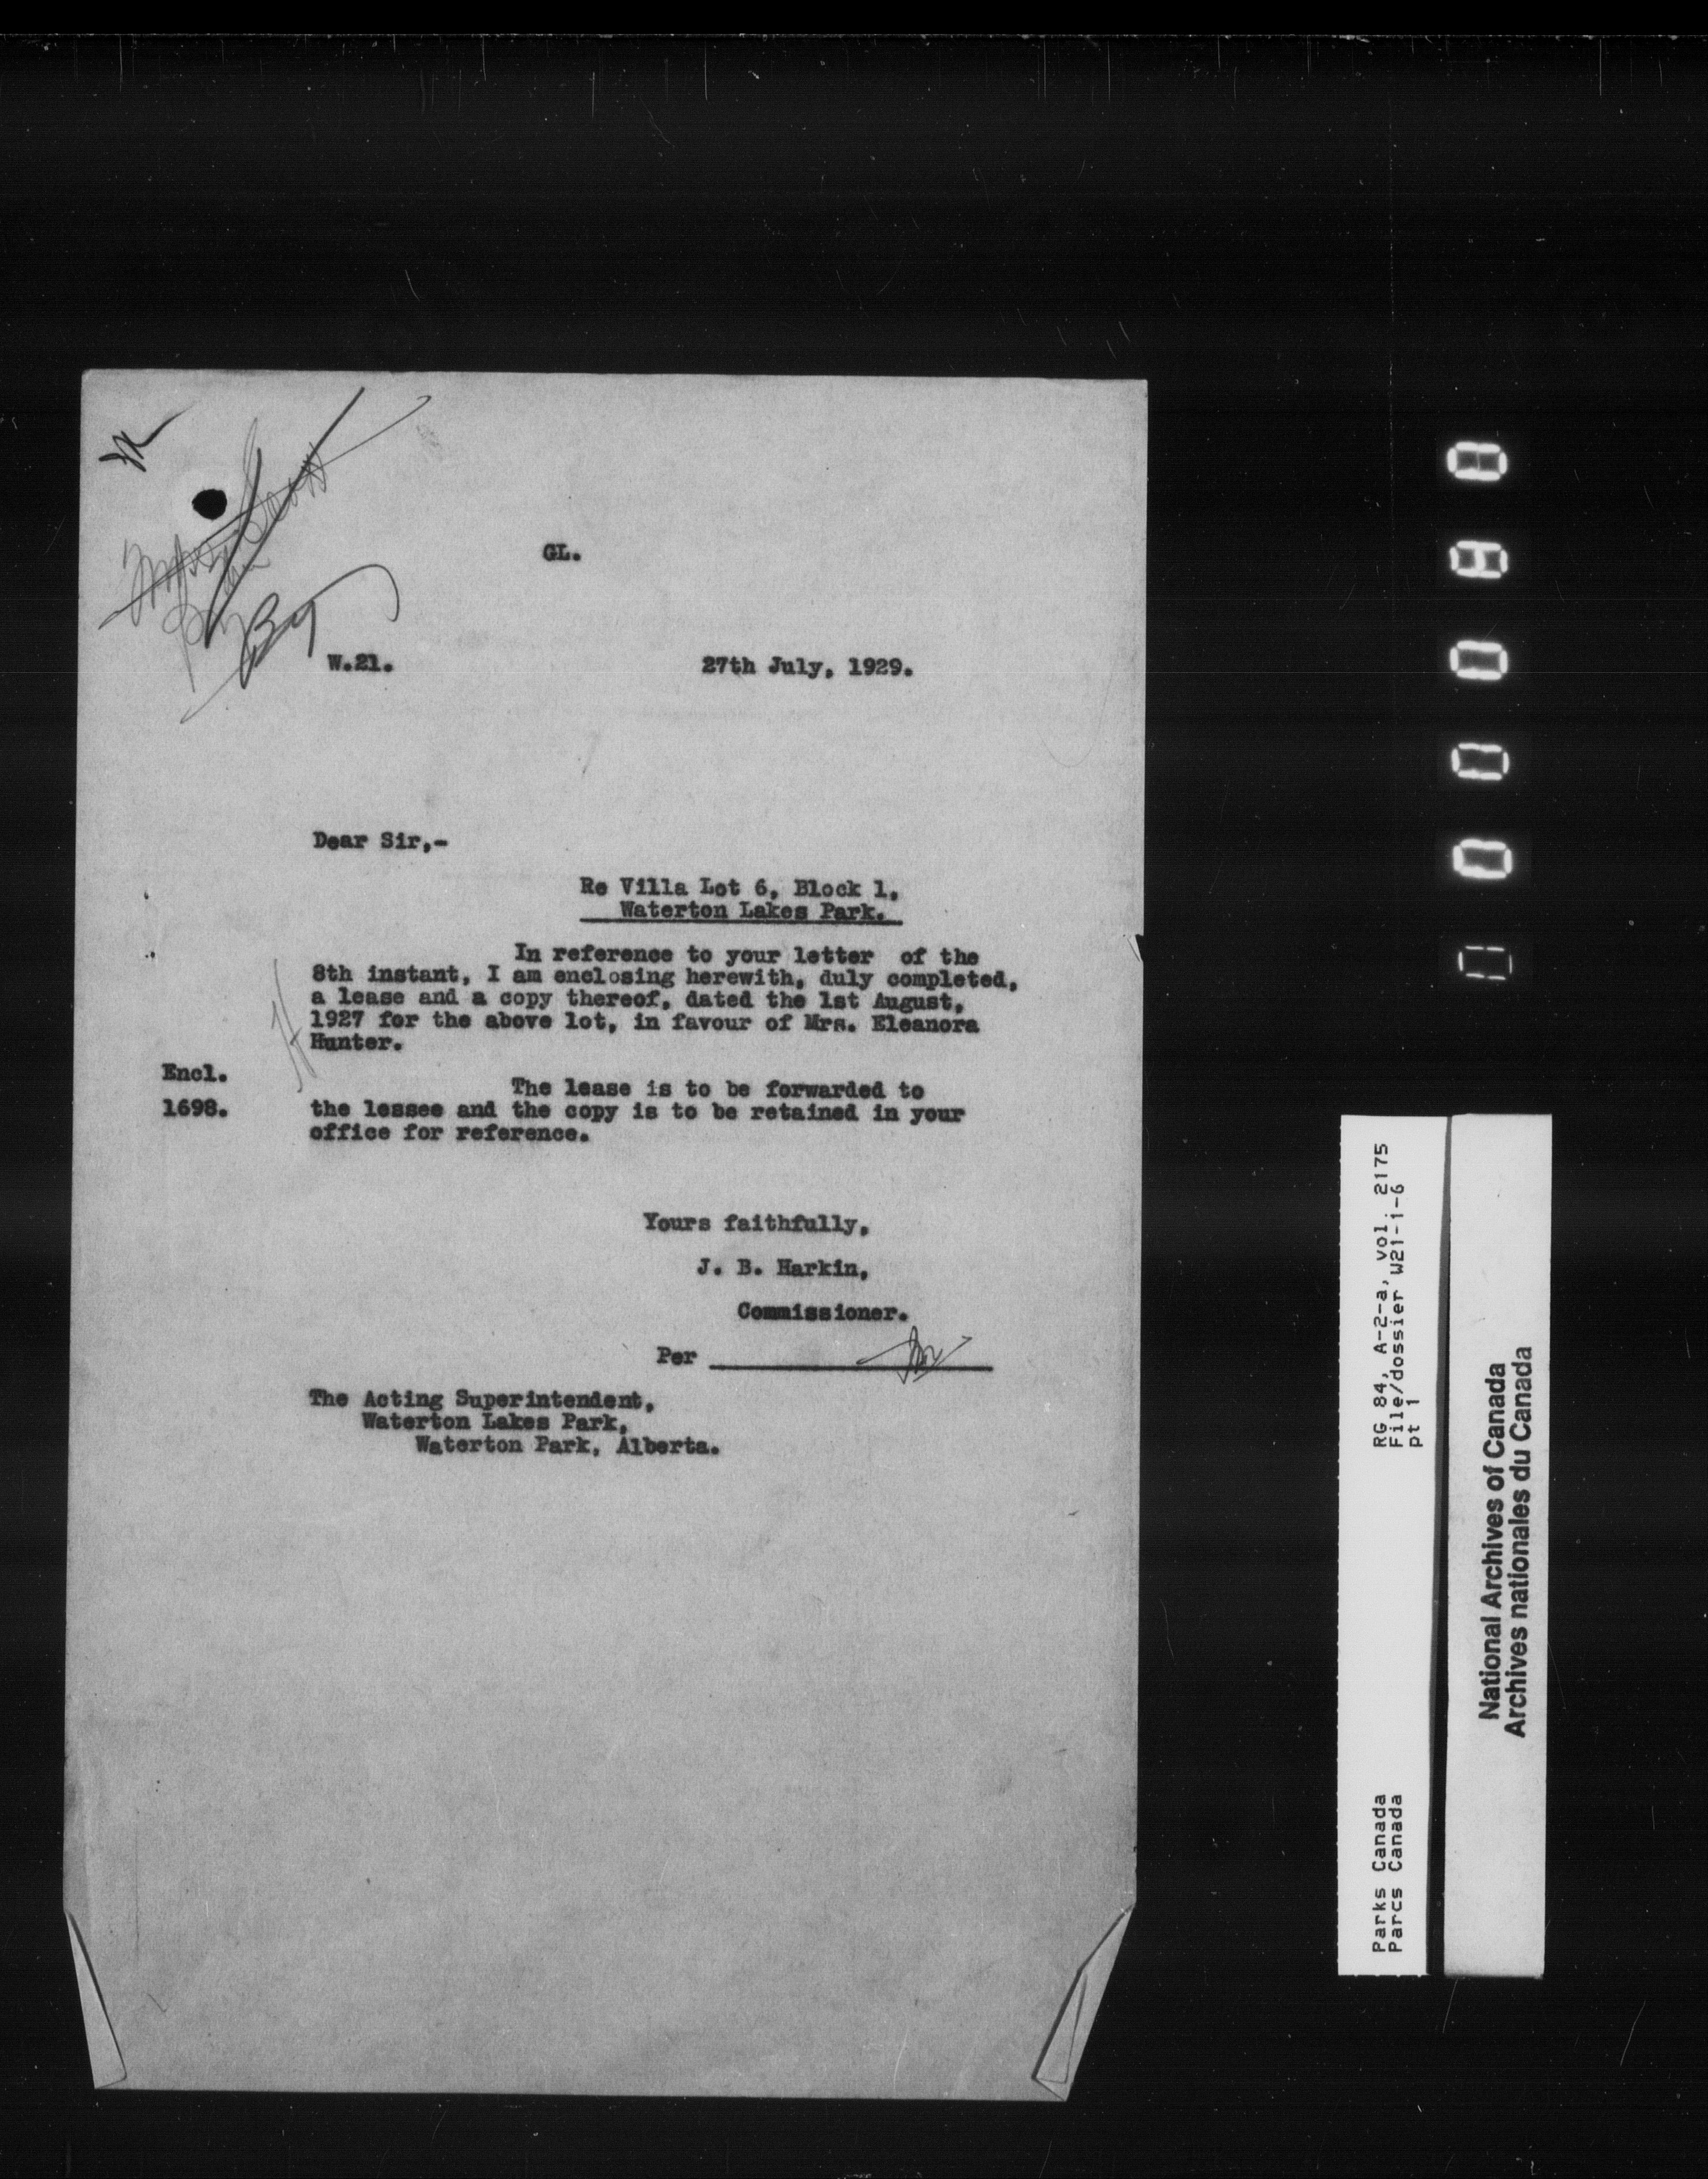 GL.
W.21.
27th July, 1929.
Dear Sir,-
Re Villa Lot 6, Block 1,
Waterton Lakes Park.
In reference to your letter of the
8th instant, I am enclosing herewith, duly completed,
a lease and a copy thereof, dated the 1st August,
1927 for the above lot, in favour of Mrs. Eleanora
Hunter.
Encl.
1698.
The lease is to be forwarded to
the lessee and the copy is to be retained in your
office for reference.
Yours faithfully,
J. B. Harkin,
Commissioner.
Per
The Acting Superintendent,
Waterton Lakes Park,
Waterton Park, Alberta.
Parks Canada
Parcs Canada
RG 84, A-2-a, vol. 2175
File/dossier W21-1-6
pt 1
National Archives of Canada
Archives nationales du Canada